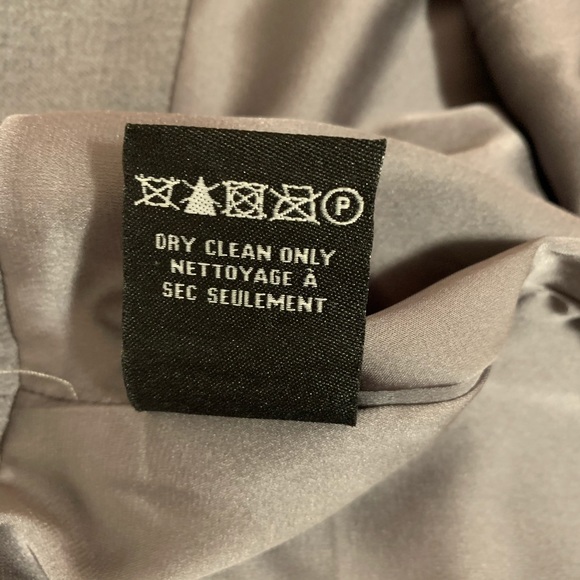 P
DRY CLEAN ONLY
NETTOYAGE À
SEC SEULEMENT